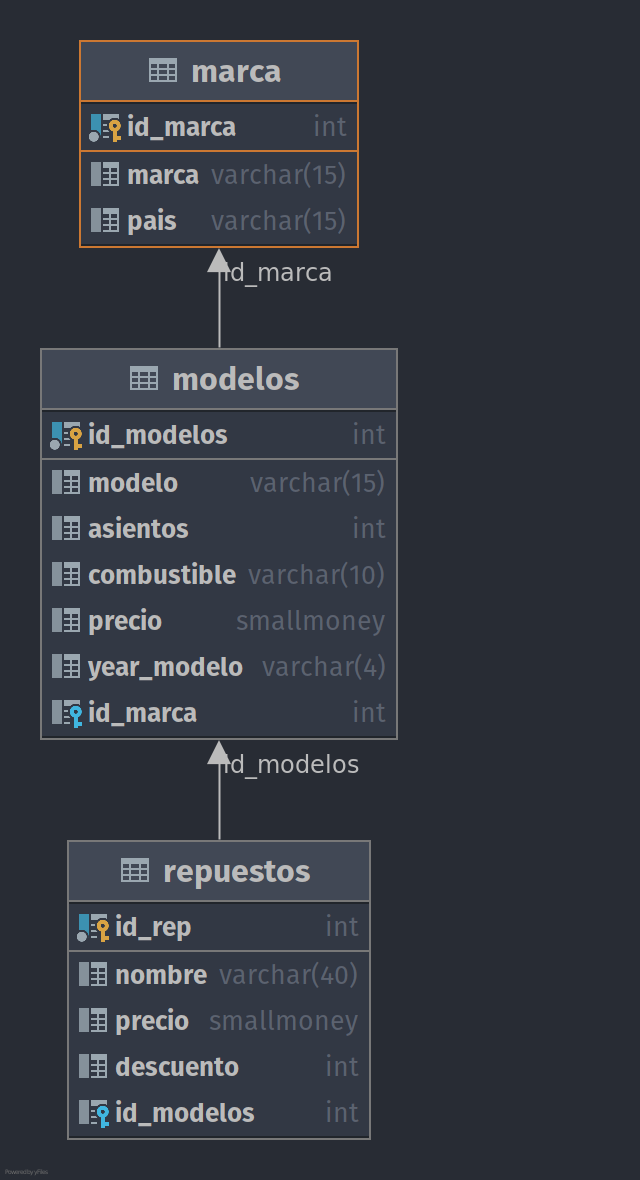 marca
id_marca int
marca varchar(15)
pais varchar(15)
id_marca
modelos
id_modelos int
modelo varchar(15)
asientos int
combustible varchar(10)
precio smallmoney
year_modelo varchar(4)
id_marca int
id_modelos
repuestos
id_rep int
nombre varchar(40)
precio smallmoney
descuento int
id_modelos int
Powered by yFiles